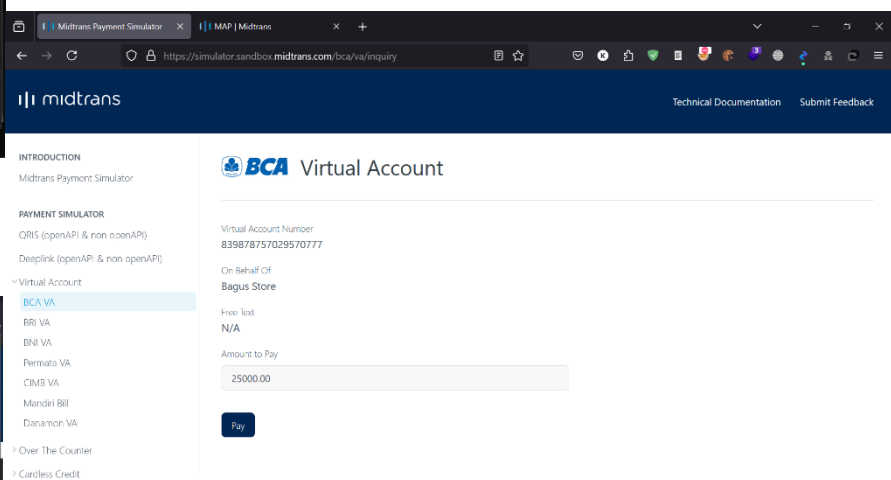 Midtrans Payment Simulator
MAP | Midtrans
https://simulator.sandbox.midtrans.com/bca/va/inquiry
3
midtrans
Technical Documentation
Submit Feedback
INTRODUCTION
Midtrans Payment Simulator
PAYMENT SIMULATOR
QRIS (openAPI & non openAPI)
Deeplink (openAPI & non openAPI)
Virtual Account
BCA VA
BRI VA
BNI VA
Permata VA
CIMB VA
Mandiri Bill
Danamon VA
Over The Counter
Cardless Credit
BCA Virtual Account
Virtual Account Number
839878757029570777
On Behalf Of
Bagus Store
Free Text
N/A
Amount to Pay
25000.00
Pay